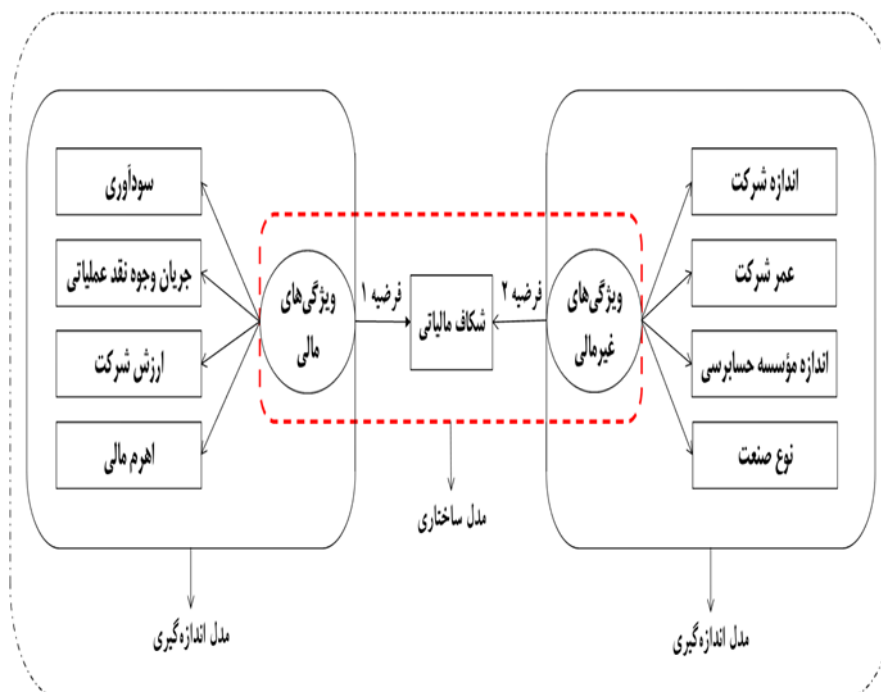 اندازه شرکت
عمر شرکت
اندازه مؤسسه حسابرسی
نوع صنعت
ویژگی‌های
غیرمالی
فرضیه ۲
شکاف مالیاتی
فرضیه ۱
ویژگی‌های
مالی
سودآوری
جریان وجوه نقد عملیاتی
ارزش شرکت
اهرم مالی
مدل ساختاری
مدل اندازه‌گیری
مدل اندازه‌گیری